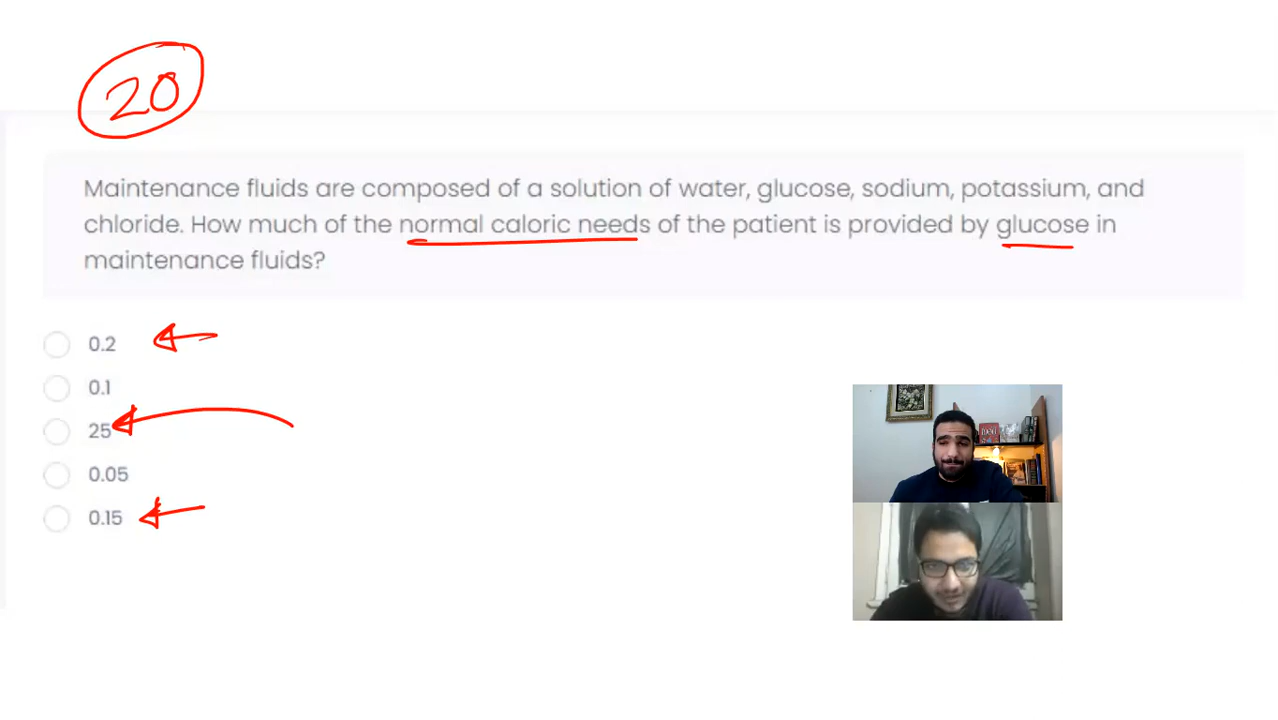 20
Maintenance fluids are composed of a solution of water, glucose, sodium, potassium, and
chloride. How much of the normal caloric needs of the patient is provided by glucose in
maintenance fluids?
0.2
0.1
25
0.05
0.15